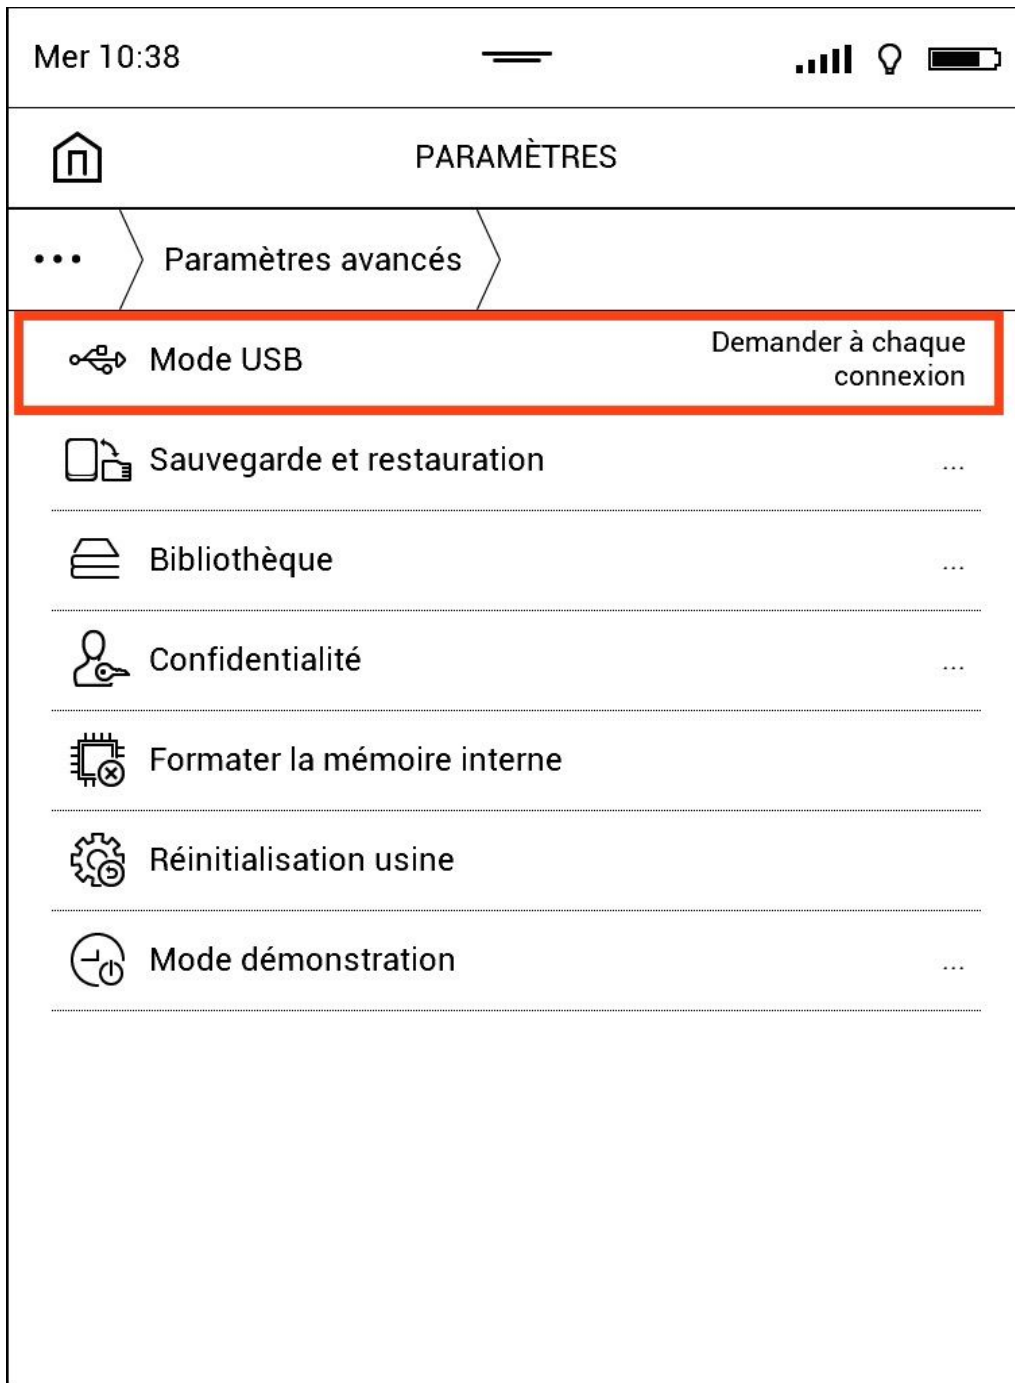 Mer 10:38
PARAMÈTRES
... Paramètres avancés
Mode USB
Demander à chaque
connexion
Sauvegarde et restauration ...
Bibliothèque ...
Confidentialité ...
Formater la mémoire interne
Réinitialisation usine
Mode démonstration ...